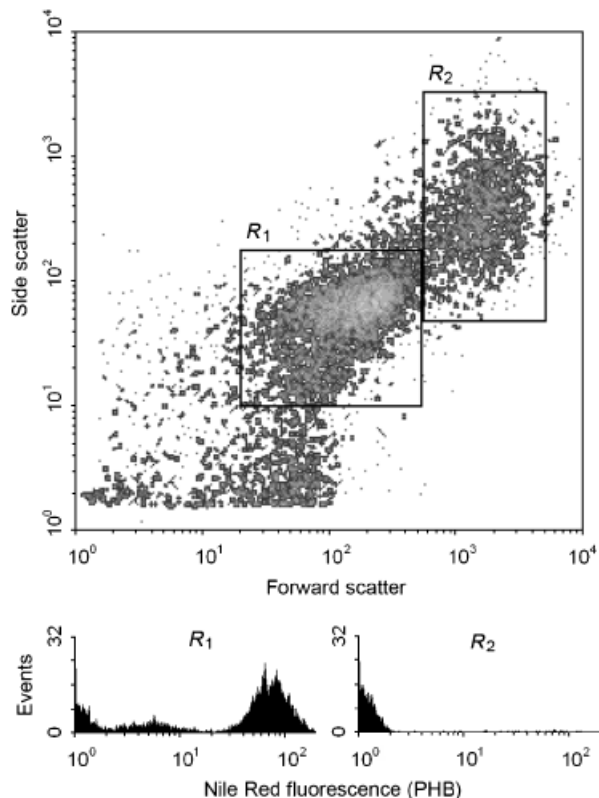 10⁴
R₂
10³
R₁
Side scatter
10²
10¹
10⁰
10⁰ 10¹ 10² 10³ 10⁴
Forward scatter
32 R₁ 32 R₂
Events
0 0
10⁰ 10¹ 10² 10⁰ 10¹ 10²
Nile Red fluorescence (PHB)